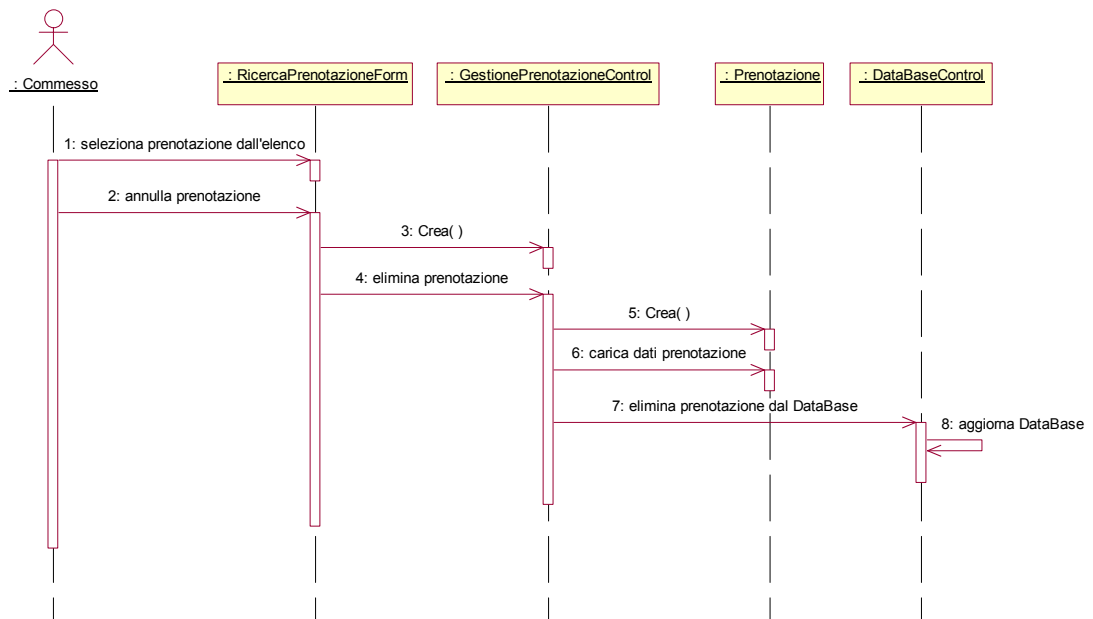 : Commesso
: RicercaPrenotazioneForm
: GestionePrenotazioneControl
: Prenotazione
: DataBaseControl
1: seleziona prenotazione dall'elenco
2: annulla prenotazione
3: Crea( )
4: elimina prenotazione
5: Crea( )
6: carica dati prenotazione
7: elimina prenotazione dal DataBase
8: aggiorna DataBase